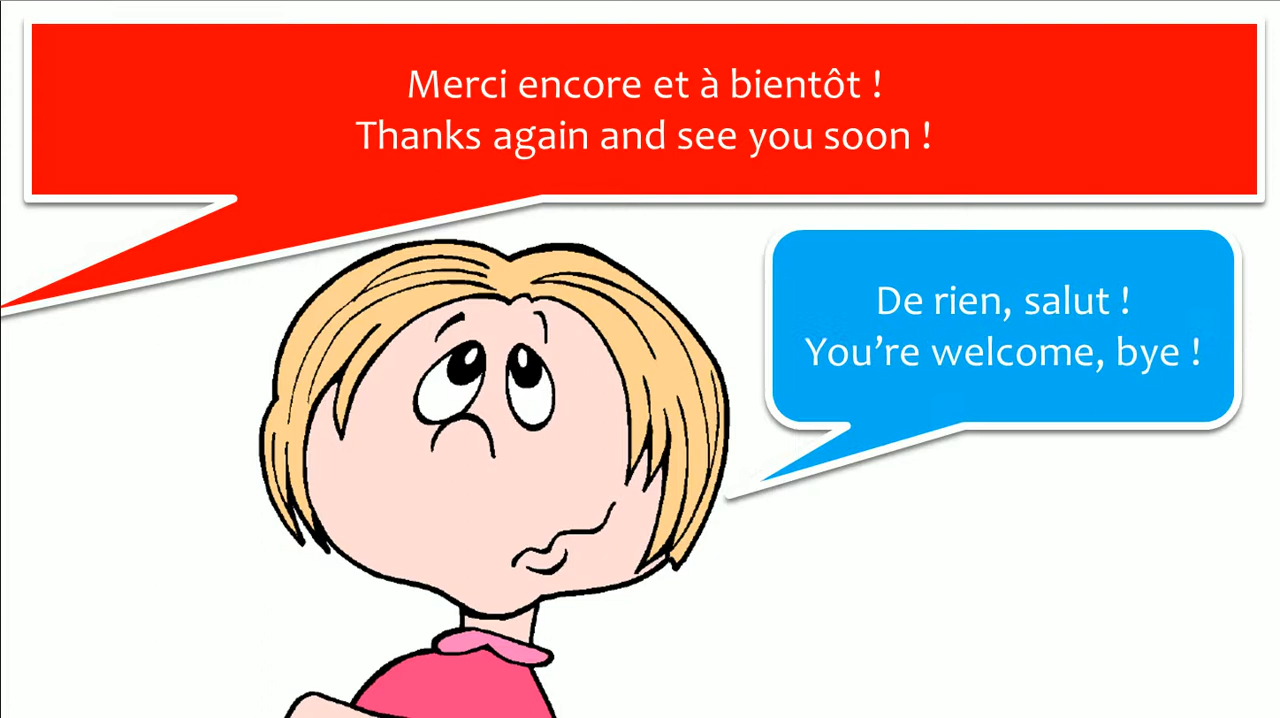 Merci encore et à bientôt !
Thanks again and see you soon !
De rien, salut !
You’re welcome, bye !